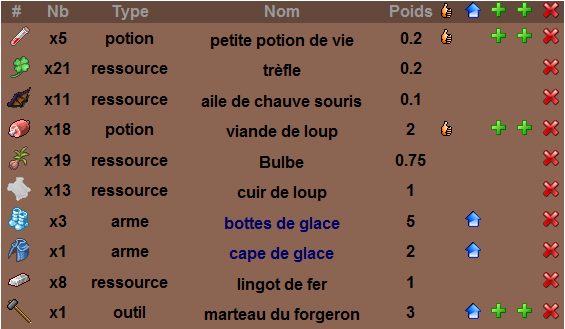 # Nb Type Nom Poids
x5 potion petite potion de vie 0.2
x21 ressource trèfle 0.2
x11 ressource aile de chauve souris 0.1
x18 potion viande de loup 2
x19 ressource Bulbe 0.75
x13 ressource cuir de loup 1
x3 arme bottes de glace 5
x1 arme cape de glace 2
x8 ressource lingot de fer 1
x1 outil marteau du forgeron 3